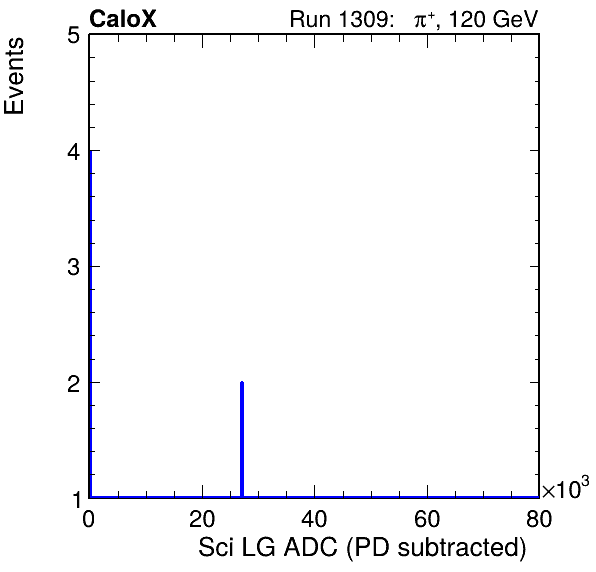 CaloX Run 1309: π⁺, 120 GeV
Events
5
4
3
2
1
0 20 40 60 80
×10³
Sci LG ADC (PD subtracted)